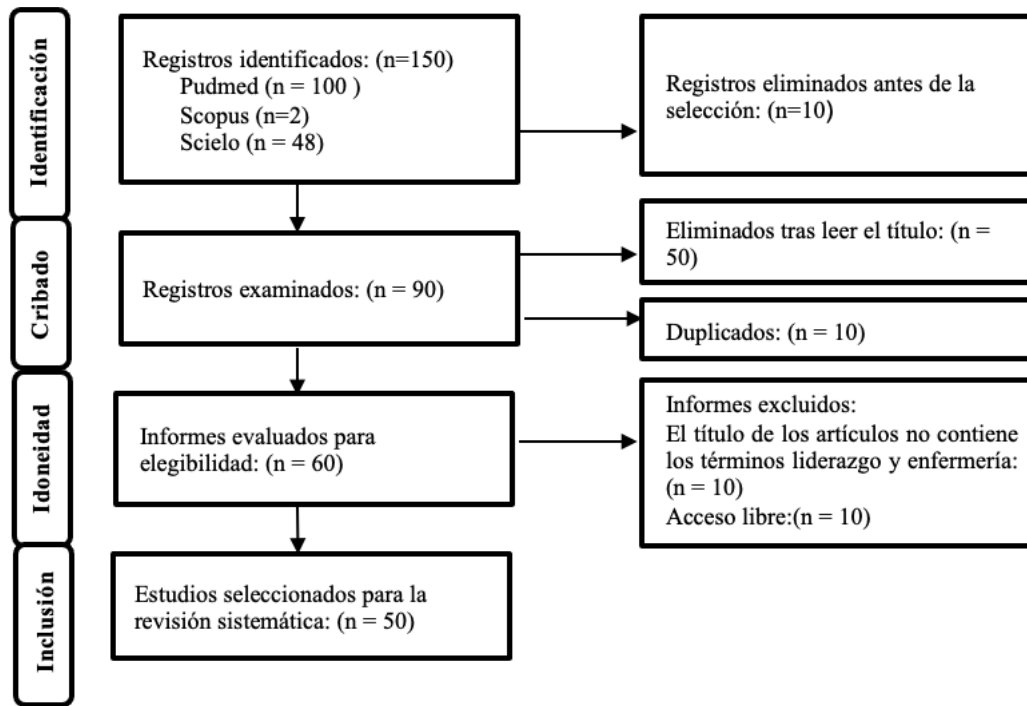 Identificación
Registros identificados: (n=150)
Pudmed (n = 100 )
Scopus (n=2)
Scielo (n = 48)
Registros eliminados antes de la
selección: (n=10)
Cribado
Registros examinados: (n = 90)
Eliminados tras leer el título: (n =
50)
Duplicados: (n = 10)
Idoneidad
Informes evaluados para
elegibilidad: (n = 60)
Informes excluidos:
El título de los artículos no contiene
los términos liderazgo y enfermería:
(n = 10)
Acceso libre:(n = 10)
Inclusión
Estudios seleccionados para la
revisión sistemática: (n = 50)